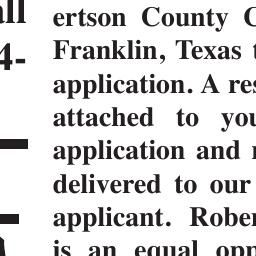 all
4-
ertson County C
Franklin, Texas t
application. A res
attached to you
application and
delivered to our
applicant. Rober
is an equal opp